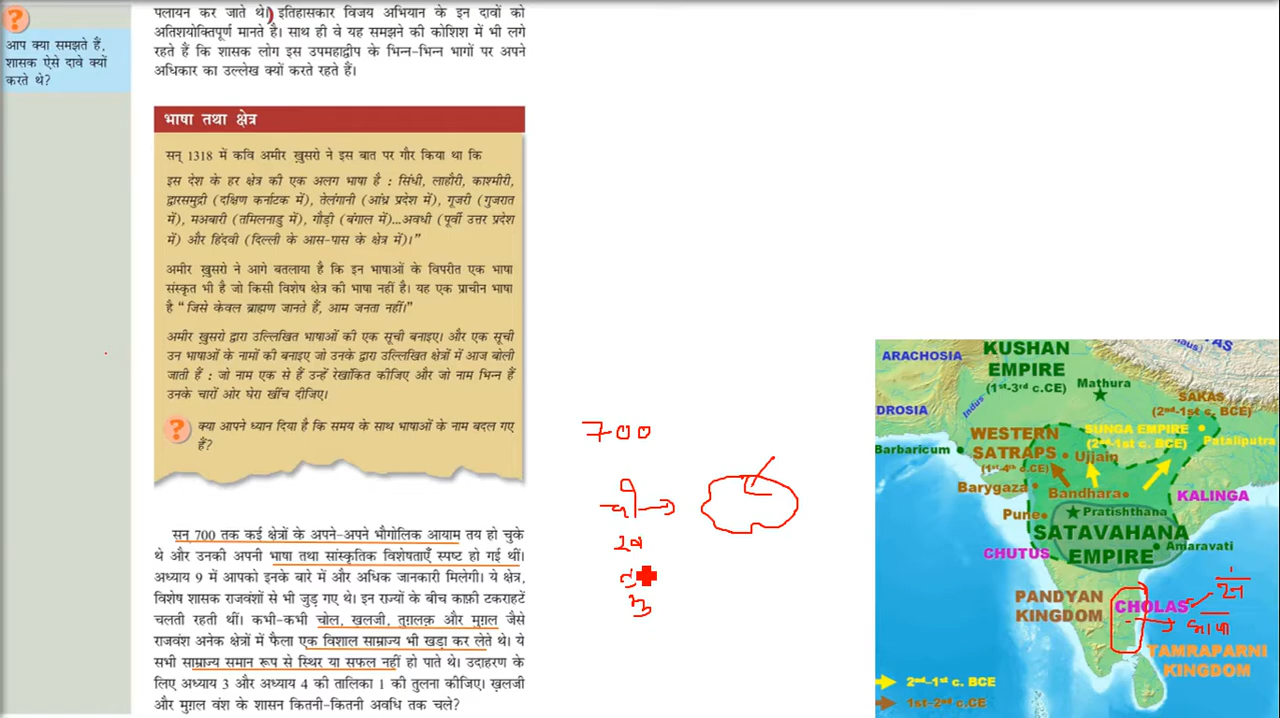 पलायन कर जाते थे। इतिहासकार विजय अभियान के इन दावों को
अतिशयोक्तिपूर्ण मानते है। साथ ही वे यह समझने की कोशिश में भी लगे
रहते हैं कि शासक लोग इस उपमहाद्वीप के भिन्न-भिन्न भागों पर अपने
अधिकार का उल्लेख क्यों करते रहते हैं।
?
आप क्या समझते हैं,
शासक ऐसे दावे क्यों
करते थे?
भाषा तथा क्षेत्र
सन् 1318 में कवि अमीर ख़ुसरो ने इस बात पर गौर किया था कि
इस देश के हर क्षेत्र की एक अलग भाषा है : सिंधी, लाहौरी, काश्मीरी,
द्वारसमुद्री (दक्षिण कर्नाटक में), तेलंगानी (आंध्र प्रदेश में), गूजरी (गुजरात
में), मअबारी (तमिलनाडु में), गौड़ी (बंगाल में)...अवधी (पूर्वी उत्तर प्रदेश
में) और हिंदवी (दिल्ली के आस-पास के क्षेत्र में)।”
अमीर ख़ुसरो ने आगे बतलाया है कि इन भाषाओं के विपरीत एक भाषा
संस्कृत भी है जो किसी विशेष क्षेत्र की भाषा नहीं है। यह एक प्राचीन भाषा
है “जिसे केवल ब्राह्मण जानते हैं, आम जनता नहीं।”
अमीर ख़ुसरो द्वारा उल्लिखित भाषाओं की एक सूची बनाइए। और एक सूची
उन भाषाओं के नामों की बनाइए जो उनके द्वारा उल्लिखित क्षेत्रों में आज बोली
जाती हैं : जो नाम एक से हैं उन्हें रेखांकित कीजिए और जो नाम भिन्न हैं
उनके चारों ओर घेरा खींच दीजिए।
? क्या आपने ध्यान दिया है कि समय के साथ भाषाओं के नाम बदल गए
हैं?
सन् 700 तक कई क्षेत्रों के अपने-अपने भौगोलिक आयाम तय हो चुके
थे और उनकी अपनी भाषा तथा सांस्कृतिक विशेषताएँ स्पष्ट हो गई थीं।
अध्याय 9 में आपको इनके बारे में और अधिक जानकारी मिलेगी। ये क्षेत्र,
विशेष शासक राजवंशों से भी जुड़ गए थे। इन राज्यों के बीच काफ़ी टकराहटें
चलती रहती थीं। कभी-कभी चोल, खलजी, तुग़लक़ और मुग़ल जैसे
राजवंश अनेक क्षेत्रों में फैला एक विशाल साम्राज्य भी खड़ा कर लेते थे। ये
सभी साम्राज्य समान रूप से स्थिर या सफल नहीं हो पाते थे। उदाहरण के
लिए अध्याय 3 और अध्याय 4 की तालिका 1 की तुलना कीजिए। ख़लजी
और मुग़ल वंश के शासन कितनी-कितनी अवधि तक चले?
700
ARACHOSIA
KUSHAN
EMPIRE
(1st-3rd c.CE)
Mathura
DROSIA
Indus
SAKAS
(2nd-1st c. BCE)
WESTERN
SATRAPS
(1st-4th c.CE)
SUNGA EMPIRE
(2nd-1st c. BCE)
Pataliputra
Barbaricum
Ujjain
Barygaza
Bandhara
KALINGA
Pune
Pratishthana
SATAVAHANA
EMPIRE
Amaravati
CHUTUS
PANDYAN
KINGDOM
CHOLAS
TAMRAPARNI
KINGDOM
2nd-1st c. BCE
1st-2nd c.CE